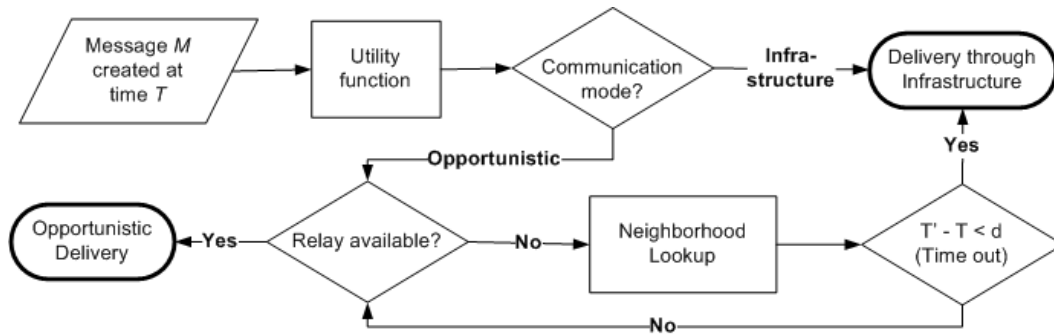 Message M
created at
time T
Utility
function
Communication
mode?
Infra-
structure
Delivery through
Infrastructure
Opportunistic
Yes
Opportunistic
Delivery
Yes
Relay available?
No
Neighborhood
Lookup
T' - T < d
(Time out)
No